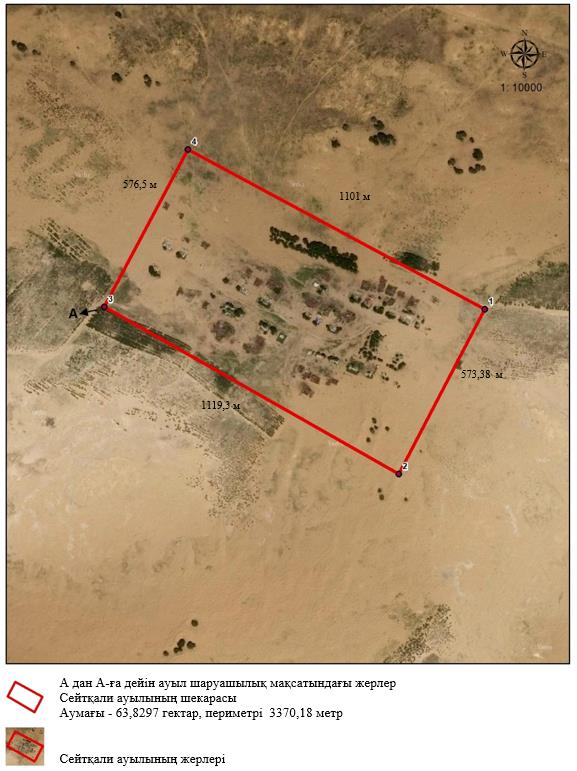 N
W E
S
1: 10000
4
576,5 м
1101 м
3
A
1
573,38 м
1119,3 м
2
А дан А-ға дейін ауыл шаруашылық мақсатындағы жерлер
Сейтқали ауылының шекарасы
Аумағы - 63,8297 гектар, периметрі 3370,18 метр
Сейтқали ауылының жерлері